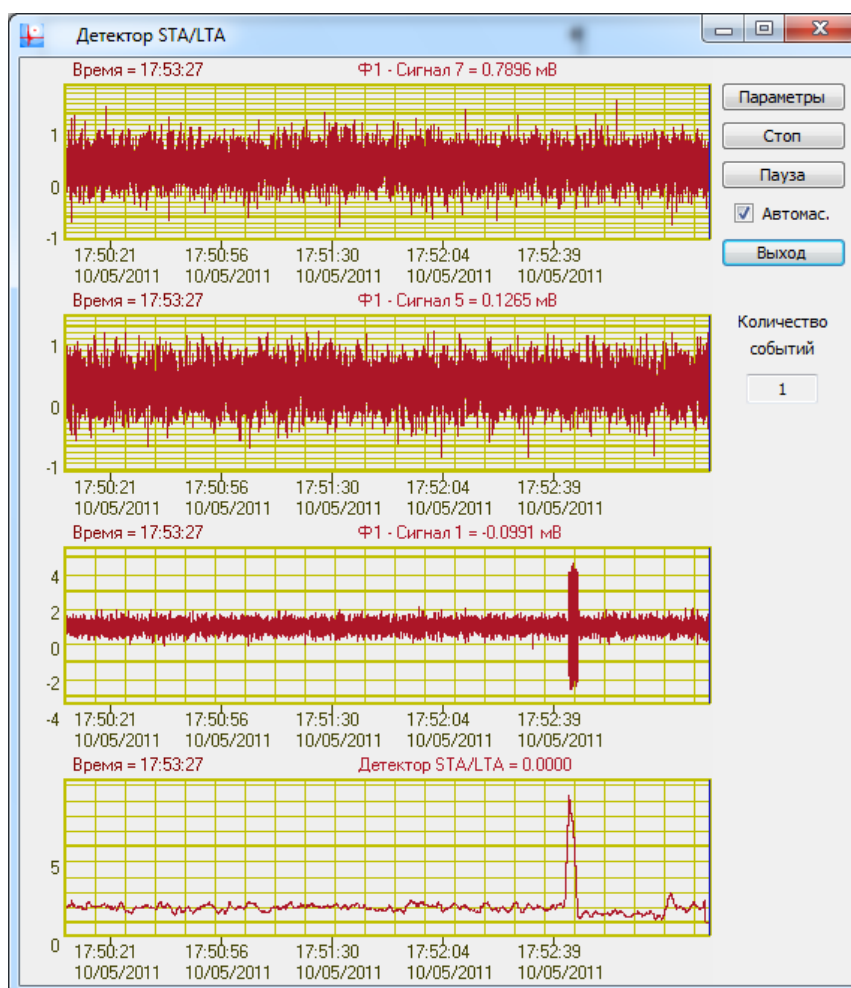 Детектор STA/LTA
Время = 17:53:27 Ф1 - Сигнал 7 = 0.7896 мВ
1
0
-1
17:50:21 17:50:56 17:51:30 17:52:04 17:52:39
10/05/2011 10/05/2011 10/05/2011 10/05/2011 10/05/2011
Время = 17:53:27 Ф1 - Сигнал 5 = 0.1265 мВ
1
0
-1
17:50:21 17:50:56 17:51:30 17:52:04 17:52:39
10/05/2011 10/05/2011 10/05/2011 10/05/2011 10/05/2011
Время = 17:53:27 Ф1 - Сигнал 1 = -0.0991 мВ
4
2
0
-2
-4 17:50:21 17:50:56 17:51:30 17:52:04 17:52:39
10/05/2011 10/05/2011 10/05/2011 10/05/2011 10/05/2011
Время = 17:53:27 Детектор STA/LTA = 0.0000
5
0 17:50:21 17:50:56 17:51:30 17:52:04 17:52:39
10/05/2011 10/05/2011 10/05/2011 10/05/2011 10/05/2011
Параметры
Стоп
Пауза
Автомас.
Выход
Количество
событий
1